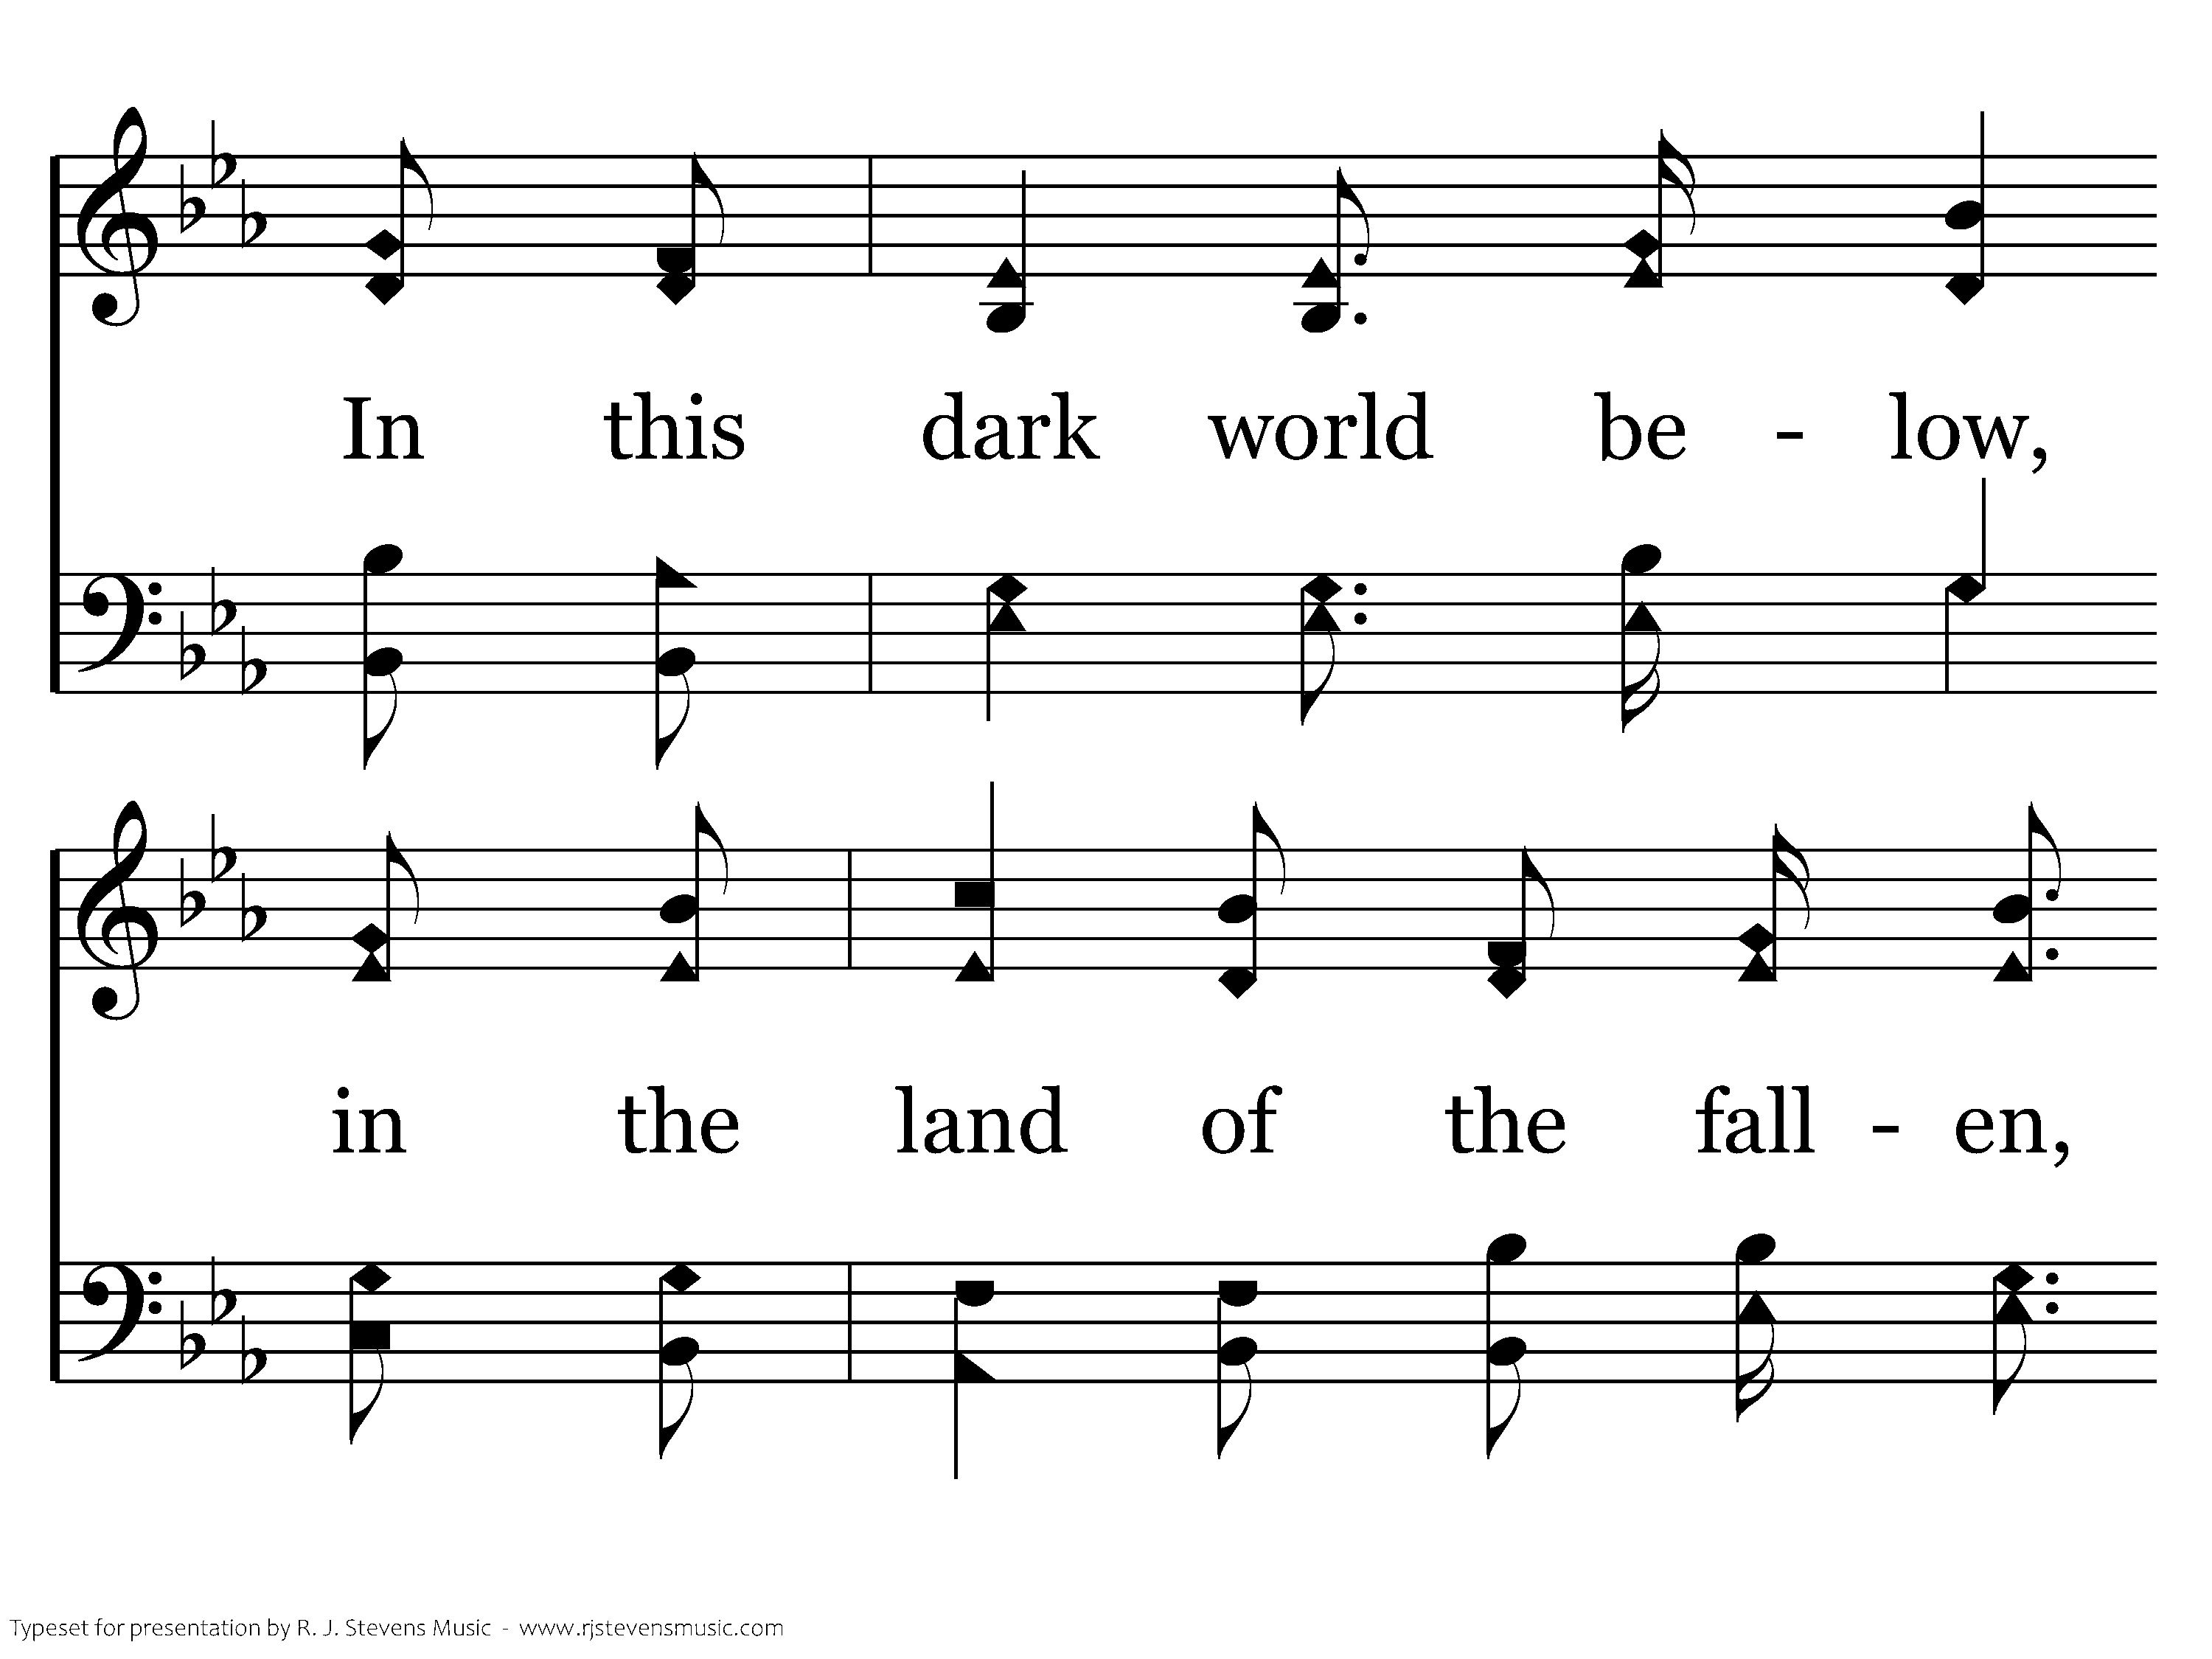 In this dark world be - low,
in the land of the fall - en,
Typeset for presentation by R. J. Stevens Music - www.rjstevensmusic.com